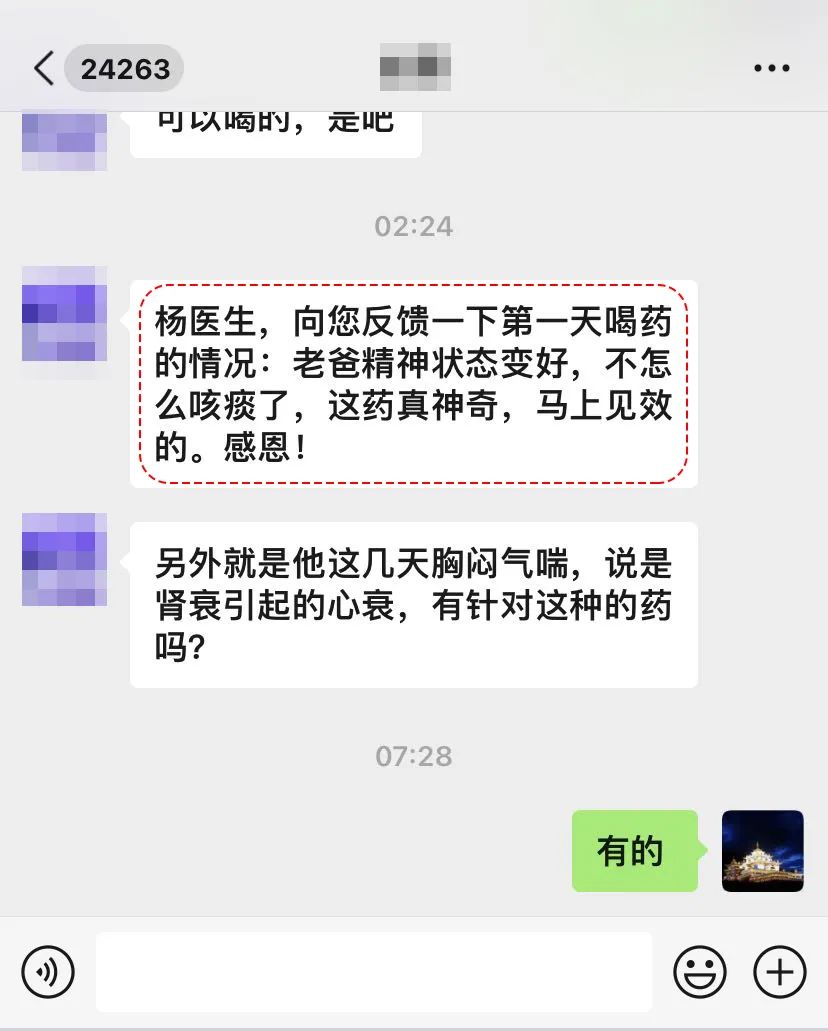 24263
可以喝的，是吧
02:24
杨医生，向您反馈一下第一天喝药
的情况：老爸精神状态变好，不怎
么咳痰了，这药真神奇，马上见效
的。感恩！
另外就是他这几天胸闷气喘，说是
肾衰引起的心衰，有针对这种的药
吗？
07:28
有的